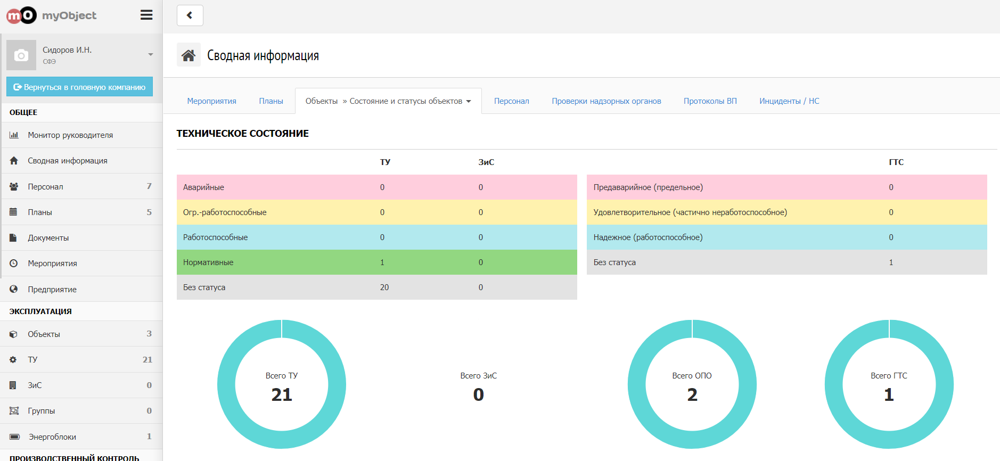 mO myObject
Сидоров И.Н.
СФЭ
Вернуться в головную компанию
ОБЩЕЕ
Монитор руководителя
Сводная информация
Персонал 7
Планы 5
Документы
Мероприятия
Предприятие
ЭКСПЛУАТАЦИЯ
Объекты 3
ТУ 21
ЗиС 0
Группы 0
Энергоблоки 1
ПРОИЗВОДСТВЕННЫЙ КОНТРОЛЬ
Сводная информация
Мероприятия Планы Объекты » Состояние и статусы объектов Персонал Проверки надзорных органов Протоколы ВП Инциденты / НС
ТЕХНИЧЕСКОЕ СОСТОЯНИЕ
ТУ ЗиС
Аварийные 0 0
Огр.-работоспособные 0 0
Работоспособные 0 0
Нормативные 1 0
Без статуса 20 0
ГТС
Предаварийное (предельное) 0
Удовлетворительное (частично неработоспособное) 0
Надежное (работоспособное) 0
Без статуса 1
Всего ТУ
21
Всего ЗиС
0
Всего ОПО
2
Всего ГТС
1